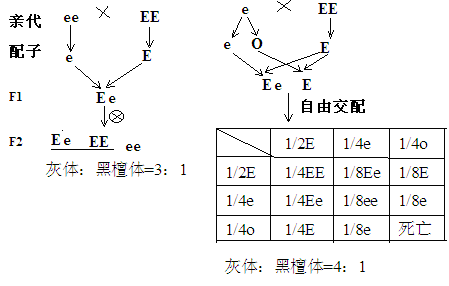 亲代 ee × EE
配子 e E
F1 Ee
⊗
F2 Ee EE ee
灰体：黑檀体=3：1
e × EE
e O E
Ee E
自由交配
1/2E 1/4e 1/4o
1/2E 1/4EE 1/8Ee 1/8E
1/4e 1/4Ee 1/8ee 1/8e
1/4o 1/4E 1/8e 死亡
灰体：黑檀体=4：1